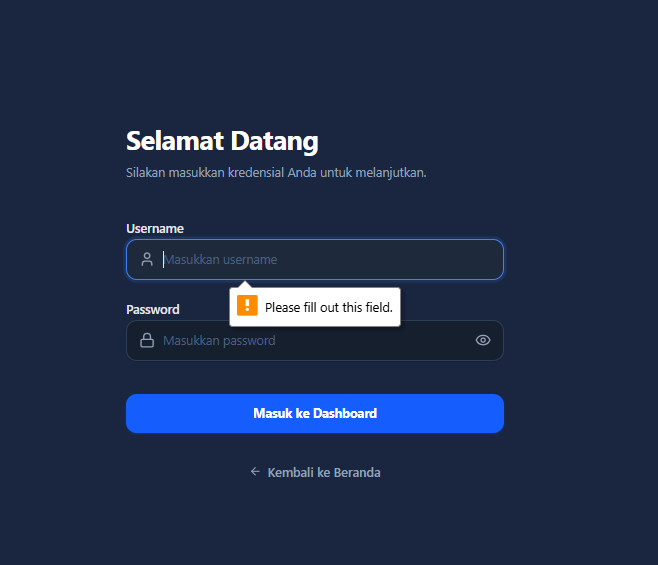 Selamat Datang
Silakan masukkan kredensial Anda untuk melanjutkan.
Username
Masukkan username
Please fill out this field.
Password
Masukkan password
Masuk ke Dashboard
Kembali ke Beranda